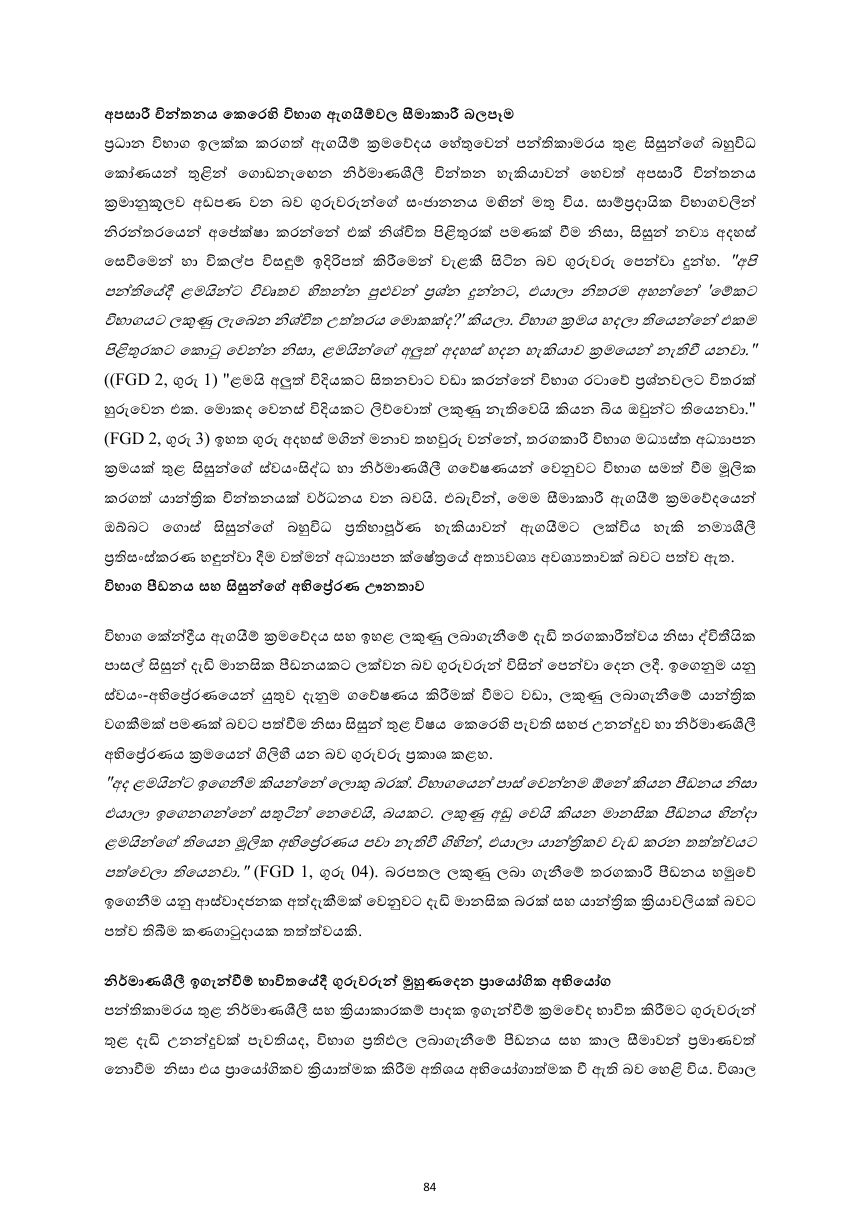 අපසාරී චින්තනය කෙරෙහි විභාග ඇගයීම්වල සීමාකාරී බලපෑම
ප්‍රධාන විභාග ඉලක්ක කරගත් ඇගයීම් ක්‍රමවේදය හේතුවෙන් පන්තිකාමරය තුළ සිසුන්ගේ බහුවිධ
කෝණයන් තුළින් ගොඩනැඟෙන නිර්මාණශීලී චින්තන හැකියාවන් හෙවත් අපසාරී චින්තනය
ක්‍රමානුකූලව අඩපණ වන බව ගුරුවරුන්ගේ සංජානනය මඟින් මතු විය. සාම්ප්‍රදායික විභාගවලින්
නිරන්තරයෙන් අපේක්ෂා කරන්නේ එක් නිශ්චිත පිළිතුරක් පමණක් වීම නිසා, සිසුන් නව්‍ය අදහස්
සෙවීමෙන් හා විකල්ප විසඳුම් ඉදිරිපත් කිරීමෙන් වැළකී සිටින බව ගුරුවරු පෙන්වා දුන්හ. "අපි
පන්තියේදී ළමයින්ට විවෘතව හිතන්න පුළුවන් ප්‍රශ්න දුන්නට, එයාලා නිතරම අහන්නේ 'මේකට
විභාගයට ලකුණු ලැබෙන නිශ්චිත උත්තරය මොකක්ද?' කියලා. විභාග ක්‍රමය හදලා තියෙන්නේ එකම
පිළිතුරකට කොටු වෙන්න නිසා, ළමයින්ගේ අලුත් අදහස් හදන හැකියාව ක්‍රමයෙන් නැතිවී යනවා."
((FGD 2, ගුරු 1) "ළමයි අලුත් විදියකට සිතනවාට වඩා කරන්නේ විභාග රටාවේ ප්‍රශ්නවලට විතරක්
හුරුවෙන එක. මොකද වෙනස් විදියකට ලිව්වොත් ලකුණු නැතිවෙයි කියන බිය ඔවුන්ට තියෙනවා."
(FGD 2, ගුරු 3) ඉහත ගුරු අදහස් මගින් මනාව තහවුරු වන්නේ, තරගකාරී විභාග මධ්‍යස්ත අධ්‍යාපන
ක්‍රමයක් තුළ සිසුන්ගේ ස්වයංසිද්ධ හා නිර්මාණශීලී ගවේෂණයන් වෙනුවට විභාග සමත් වීම මූලික
කරගත් යාන්ත්‍රික චින්තනයක් වර්ධනය වන බවයි. එබැවින්, මෙම සීමාකාරී ඇගයීම් ක්‍රමවේදයෙන්
ඔබ්බට ගොස් සිසුන්ගේ බහුවිධ ප්‍රතිභාපූර්ණ හැකියාවන් ඇගයීමට ලක්විය හැකි නම්‍යශීලී
ප්‍රතිසංස්කරණ හඳුන්වා දීම වත්මන් අධ්‍යාපන ක්ෂේත්‍රයේ අත්‍යවශ්‍ය අවශ්‍යතාවක් බවට පත්ව ඇත.
විභාග පීඩනය සහ සිසුන්ගේ අභිප්‍රේරණ ඌනතාව
විභාග කේන්ද්‍රීය ඇගයීම් ක්‍රමවේදය සහ ඉහළ ලකුණු ලබාගැනීමේ දැඩි තරගකාරීත්වය නිසා ද්විතීයික
පාසල් සිසුන් දැඩි මානසික පීඩනයකට ලක්වන බව ගුරුවරුන් විසින් පෙන්වා දෙන ලදී. ඉගෙනුම යනු
ස්වයං-අභිප්‍රේරණයෙන් යුතුව දැනුම ගවේෂණය කිරීමක් වීමට වඩා, ලකුණු ලබාගැනීමේ යාන්ත්‍රික
වගකීමක් පමණක් බවට පත්වීම නිසා සිසුන් තුළ විෂය කෙරෙහි පැවති සහජ උනන්දුව හා නිර්මාණශීලී
අභිප්‍රේරණය ක්‍රමයෙන් ගිලිහී යන බව ගුරුවරු ප්‍රකාශ කළහ.
"අද ළමයින්ට ඉගෙනීම කියන්නේ ලොකු බරක්. විභාගයෙන් පාස් වෙන්නම ඕනේ කියන පීඩනය නිසා
එයාලා ඉගෙනගන්නේ සතුටින් නෙවෙයි, බයකට. ලකුණු අඩු වෙයි කියන මානසික පීඩනය හින්දා
ළමයින්ගේ තියෙන මූලික අභිප්‍රේරණය පවා නැතිවී ගිහින්, එයාලා යාන්ත්‍රිකව වැඩ කරන තත්ත්වයට
පත්වෙලා තියෙනවා." (FGD 1, ගුරු 04). බරපතල ලකුණු ලබා ගැනීමේ තරගකාරී පීඩනය හමුවේ
ඉගෙනීම යනු ආස්වාදජනක අත්දැකීමක් වෙනුවට දැඩි මානසික බරක් සහ යාන්ත්‍රික ක්‍රියාවලියක් බවට
පත්ව තිබීම කණගාටුදායක තත්ත්වයකි.
නිර්මාණශීලී ඉගැන්වීම් භාවිතයේදී ගුරුවරුන් මුහුණදෙන ප්‍රායෝගික අභියෝග
පන්තිකාමරය තුළ නිර්මාණශීලී සහ ක්‍රියාකාරකම් පාදක ඉගැන්වීම් ක්‍රමවේද භාවිත කිරීමට ගුරුවරුන්
තුළ දැඩි උනන්දුවක් පැවතියද, විභාග ප්‍රතිඵල ලබාගැනීමේ පීඩනය සහ කාල සීමාවන් ප්‍රමාණවත්
නොවීම නිසා එය ප්‍රායෝගිකව ක්‍රියාත්මක කිරීම අතිශය අභියෝගාත්මක වී ඇති බව හෙළි විය. විශාල
84